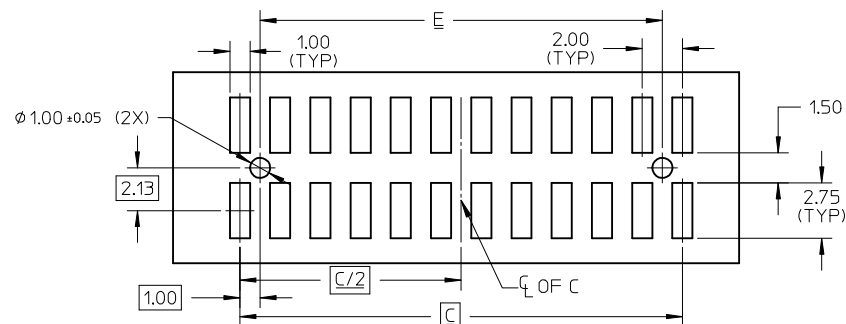 E
1.00
(TYP)
2.00
(TYP)
Ø 1.00 ±0.05 (2X)
1.50
2.13
2.75
(TYP)
C/2
℄ OF C
1.00
C